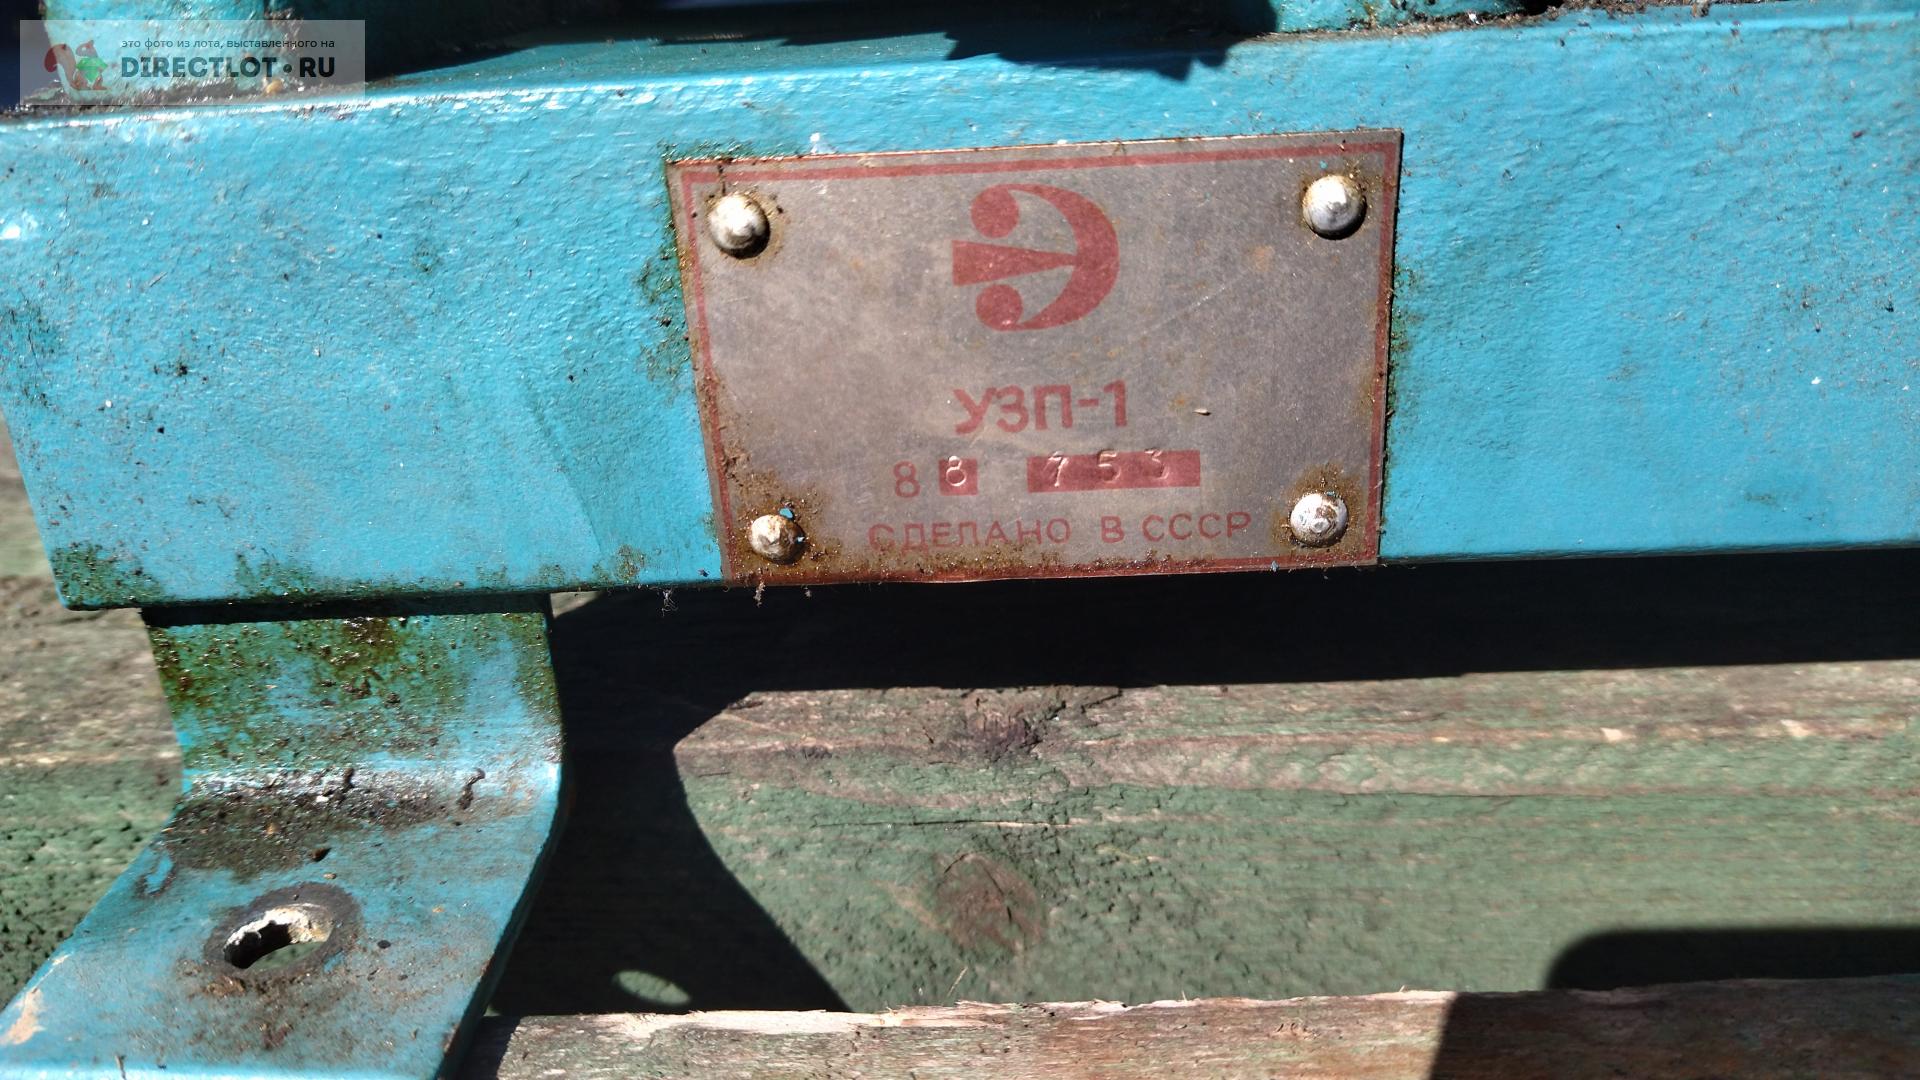 это фото из лота, выставленного на
DIRECTLOT.RU
УЗП-1
88 753
СДЕЛАНО В СССР